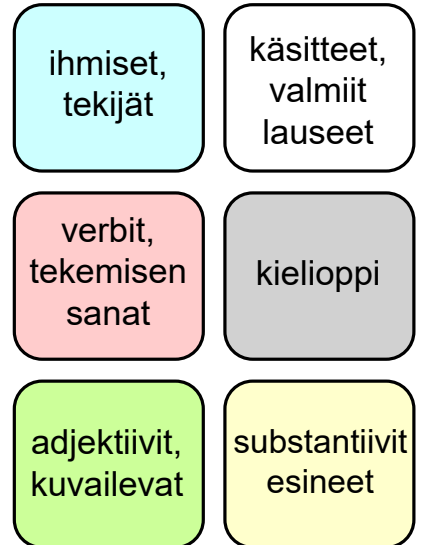 ihmiset,
tekijät
käsitteet,
valmiit
lauseet
verbit,
tekemisen
sanat
kielioppi
adjektiivit,
kuvailevat
substantiivit
esineet